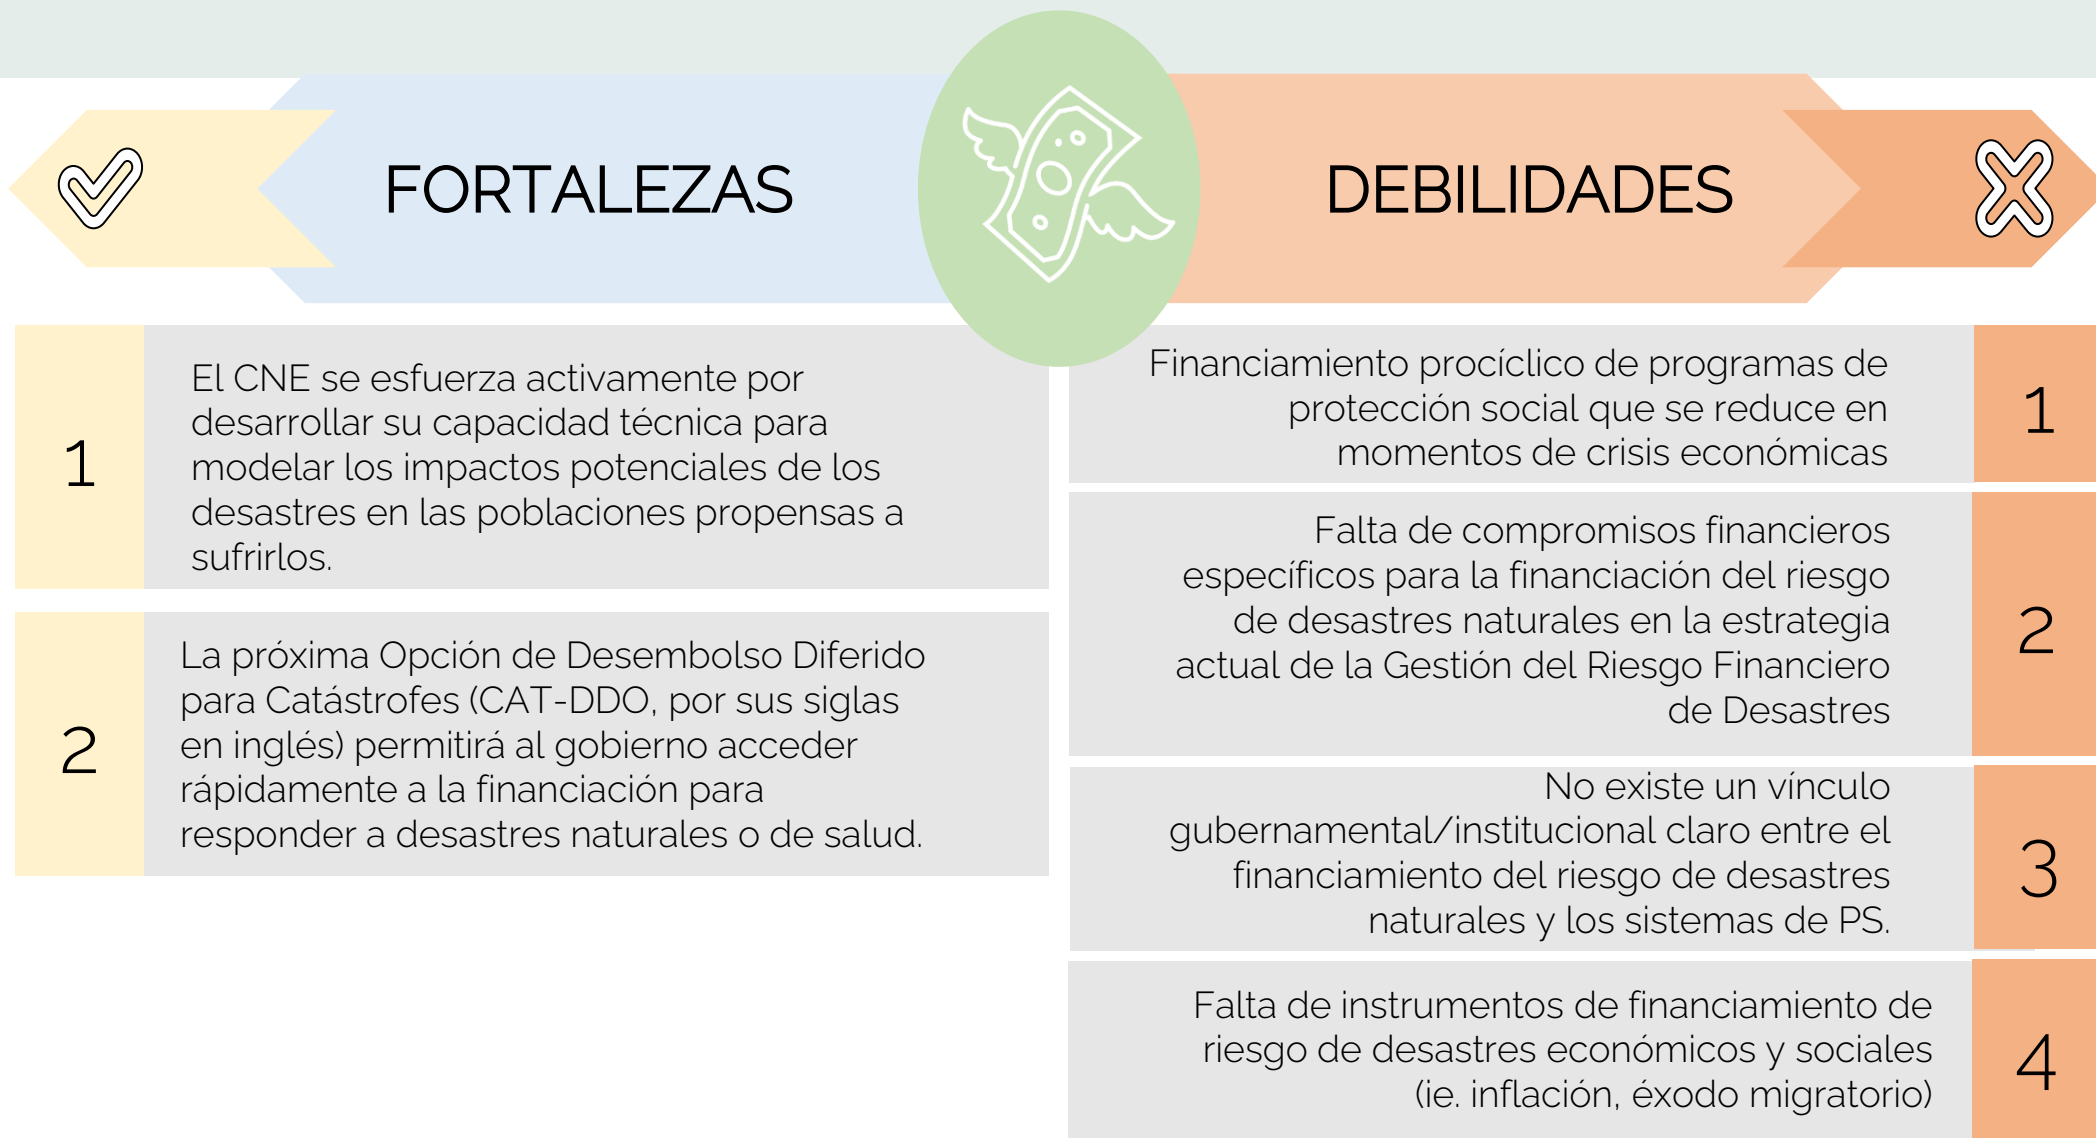 FORTALEZAS
1
El CNE se esfuerza activamente por
desarrollar su capacidad técnica para
modelar los impactos potenciales de los
desastres en las poblaciones propensas a
sufrirlos.
2
La próxima Opción de Desembolso Diferido
para Catástrofes (CAT-DDO, por sus siglas
en inglés) permitirá al gobierno acceder
rápidamente a la financiación para
responder a desastres naturales o de salud.
DEBILIDADES
Financiamiento procíclico de programas de
protección social que se reduce en
momentos de crisis económicas
1
Falta de compromisos financieros
específicos para la financiación del riesgo
de desastres naturales en la estrategia
actual de la Gestión del Riesgo Financiero
de Desastres
2
No existe un vínculo
gubernamental/institucional claro entre el
financiamiento del riesgo de desastres
naturales y los sistemas de PS.
3
Falta de instrumentos de financiamiento de
riesgo de desastres económicos y sociales
(ie. inflación, éxodo migratorio)
4